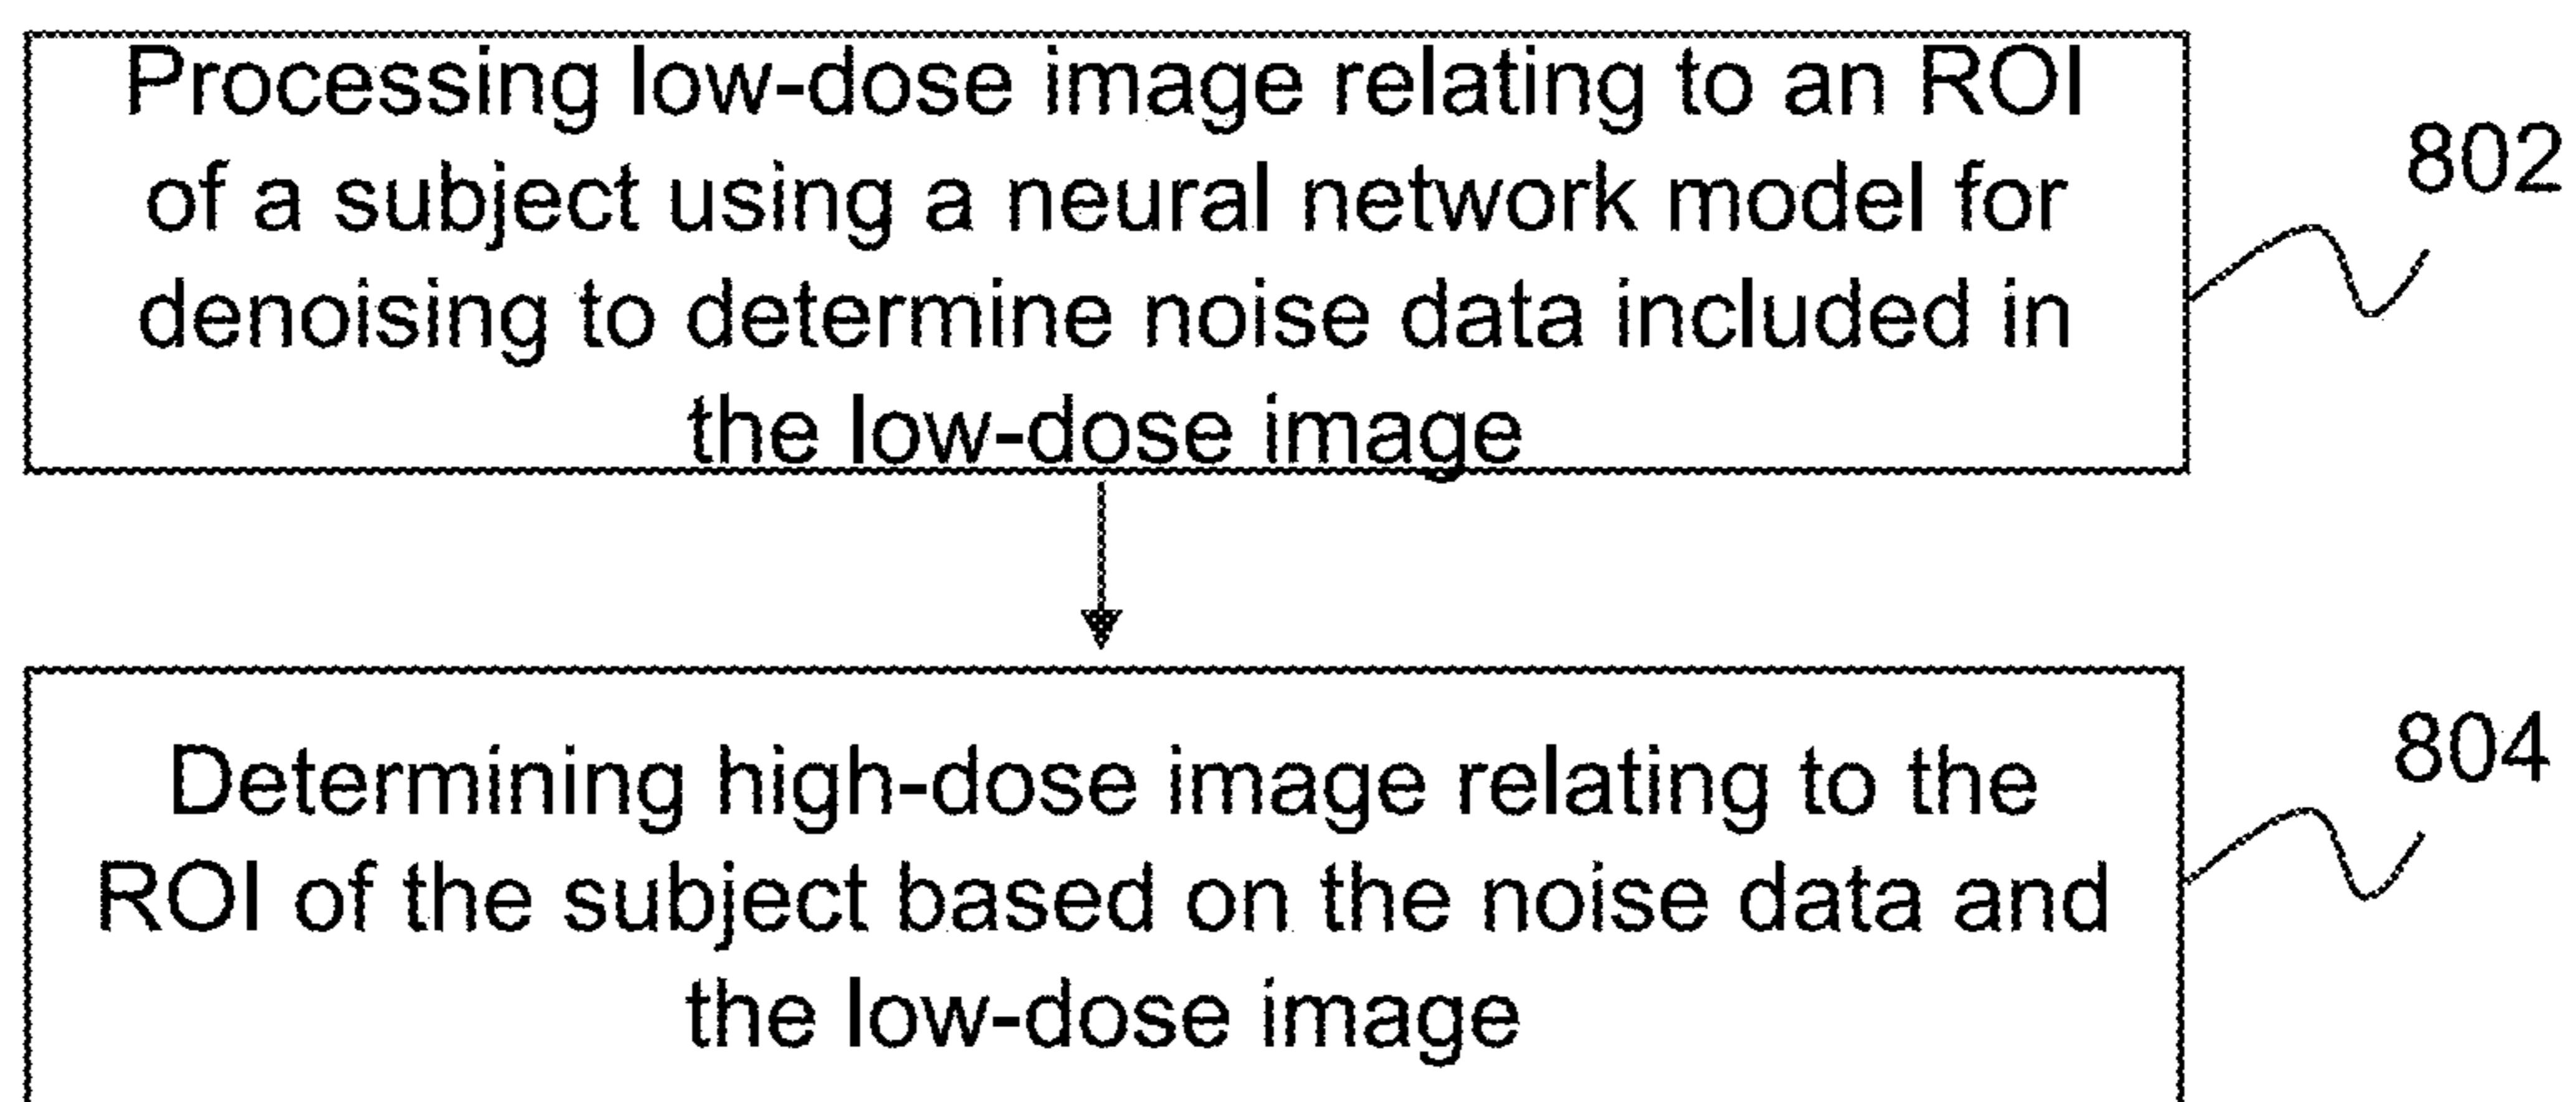 Processing low-dose image relating to an ROI
of a subject using a neural network model for
denoising to determine noise data included in
the low-dose image
802
Determining high-dose image relating to the
ROI of the subject based on the noise data and
the low-dose image
804